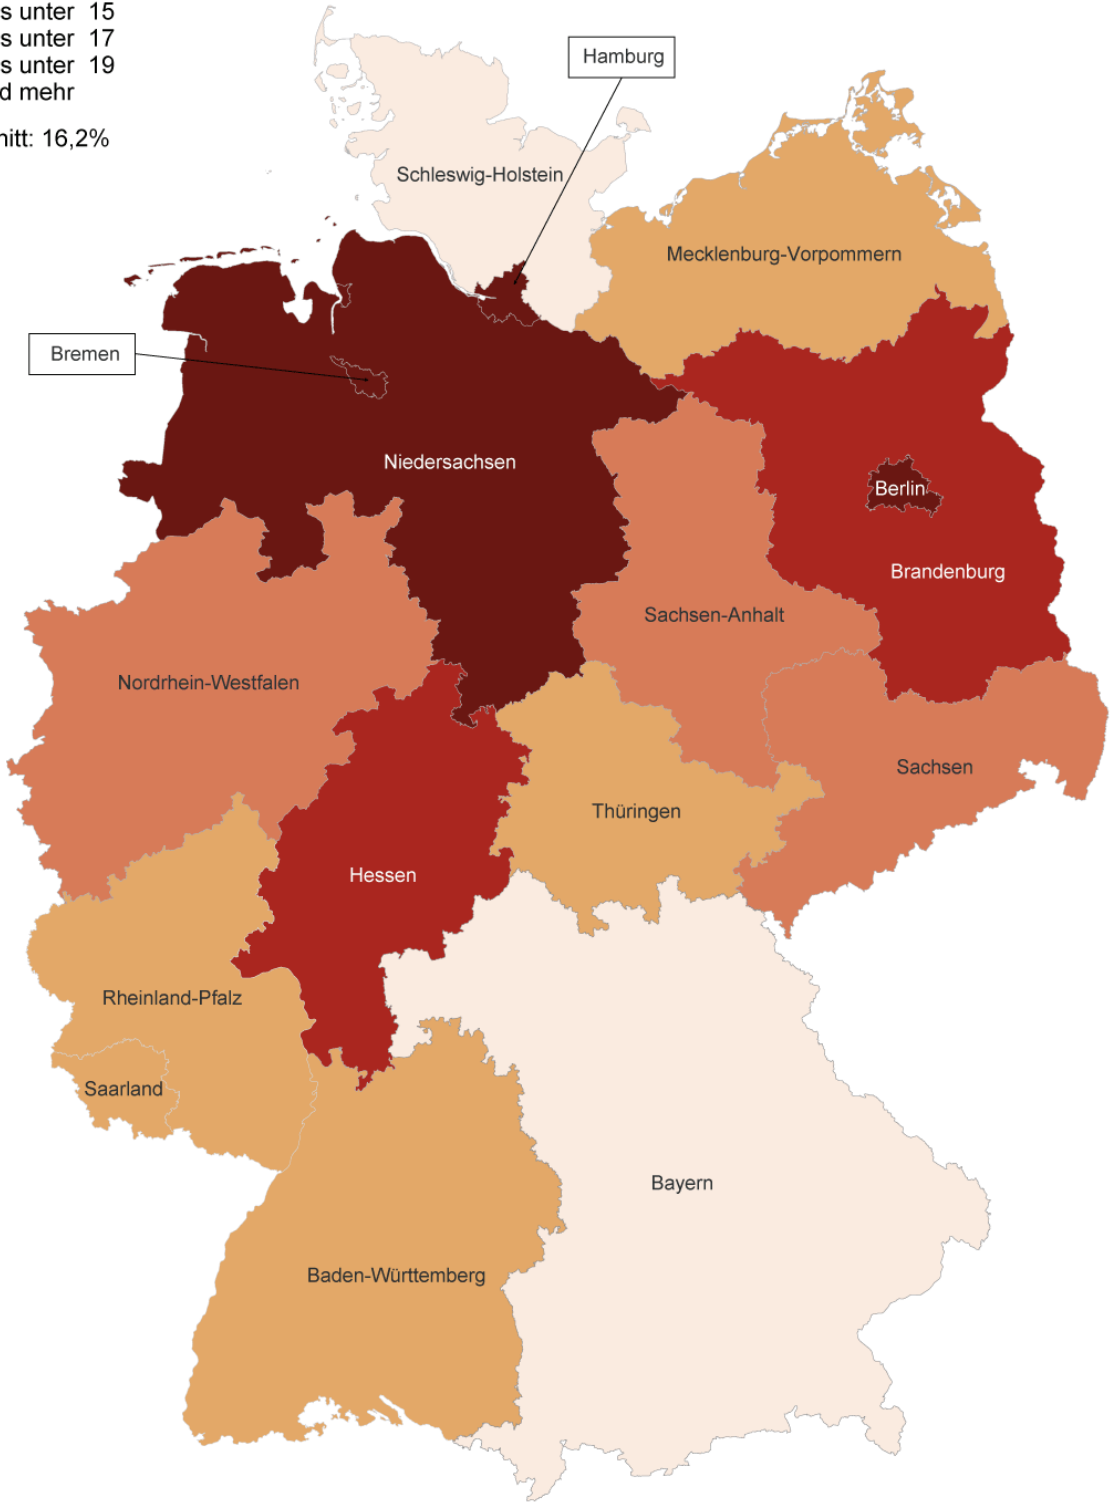 s unter 15
s unter 17
s unter 19
d mehr
nitt: 16,2%
Hamburg
Schleswig-Holstein
Mecklenburg-Vorpommern
Bremen
Niedersachsen
Berlin
Brandenburg
Sachsen-Anhalt
Nordrhein-Westfalen
Sachsen
Thüringen
Hessen
Rheinland-Pfalz
Saarland
Bayern
Baden-Württemberg